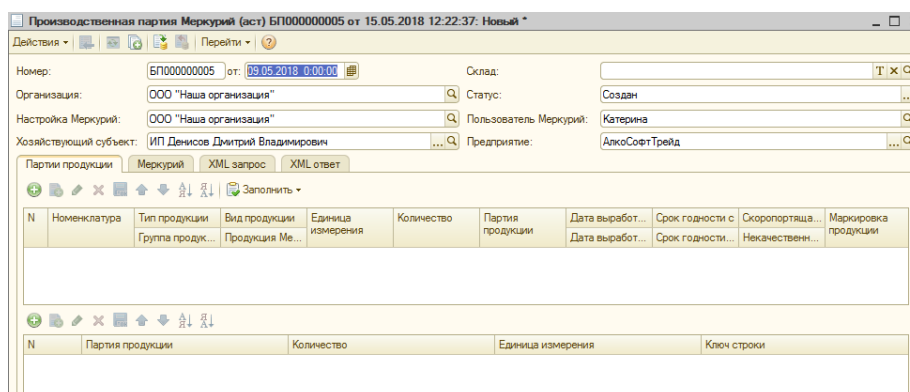 Производственная партия Меркурий (аст) БП000000005 от 15.05.2018 12:22:37: Новый *
Действия Перейти
Номер: БП000000005 от: 09.05.2018 0:00:00 Склад:
Организация: ООО "Наша организация" Статус: Создан
Настройка Меркурий: ООО "Наша организация" Пользователь Меркурий: Катерина
Хозяйствующий субъект: ИП Денисов Дмитрий Владимирович Предприятие: АлкоСофтТрейд
Партии продукции Меркурий XML запрос XML ответ
Заполнить
N Номенклатура Тип продукции Вид продукции Единица измерения Количество Партия продукции Дата выработ... Срок годности с Скоропортяща... Маркировка продукции
Группа продук... Продукция Ме... Дата выработ... Срок годности... Некачественн...
N Партия продукции Количество Единица измерения Ключ строки